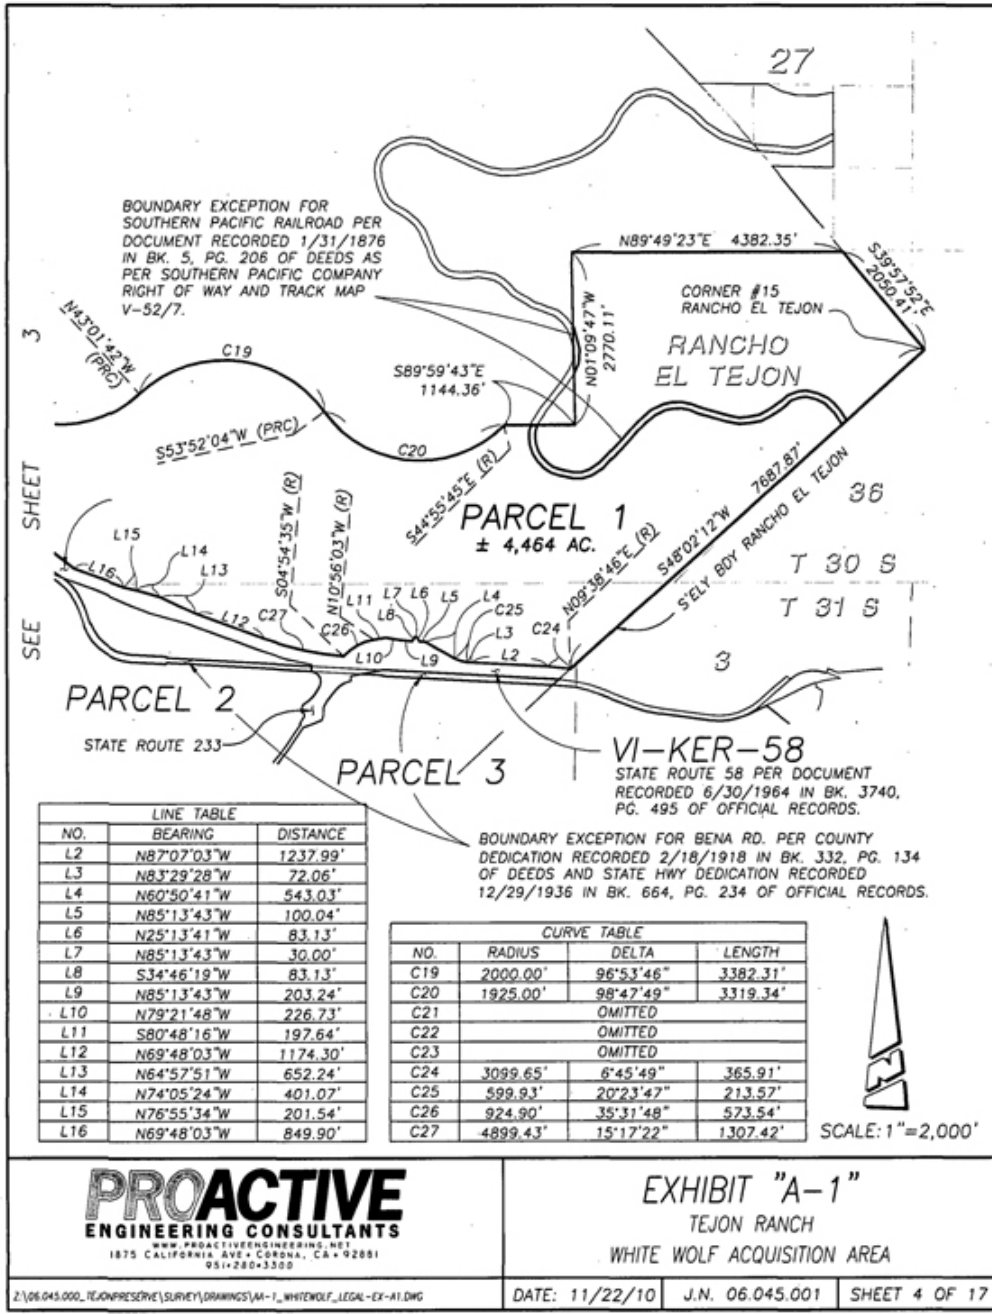 27
BOUNDARY EXCEPTION FOR
SOUTHERN PACIFIC RAILROAD PER
DOCUMENT RECORDED 1/31/1876
IN BK. 5, PG. 206 OF DEEDS AS
PER SOUTHERN PACIFIC COMPANY
RIGHT OF WAY AND TRACK MAP
V-52/7.
N89°49'23"E 4382.35'
S39°57'52"E
2050.41'
CORNER #15
RANCHO EL TEJON
RANCHO
EL TEJON
N01°09'47"W
2770.11'
N43°01'42"W
(PRC)
C19
S89°59'43"E
1144.36'
S53°52'04"W (PRC)
C20
S44°55'45"E (R)
PARCEL 1
± 4,464 AC.
S48°02'12"W 7687.87'
S'ELY BDY RANCHO EL TEJON
36
T 30 S
T 31 S
3
SEE SHEET 3
L15
L14
L16
L13
L12
C27
S04°54'35"W (R)
N10°56'03"W (R)
L11
C26
L10
L8
L7
L6
L5
L4
C25
L3
L9
L2
C24
N09°38'46"E (R)
PARCEL 2
STATE ROUTE 233
PARCEL 3
VI-KER-58
STATE ROUTE 58 PER DOCUMENT
RECORDED 6/30/1964 IN BK. 3740,
PG. 495 OF OFFICIAL RECORDS.
BOUNDARY EXCEPTION FOR BENA RD. PER COUNTY
DEDICATION RECORDED 2/18/1918 IN BK. 332, PG. 134
OF DEEDS AND STATE HWY DEDICATION RECORDED
12/29/1936 IN BK. 664, PG. 234 OF OFFICIAL RECORDS.
LINE TABLE
NO. BEARING DISTANCE
L2 N87°07'03"W 1237.99'
L3 N83°29'28"W 72.06'
L4 N60°50'41"W 543.03'
L5 N85°13'43"W 100.04'
L6 N25°13'41"W 83.13'
L7 N85°13'43"W 30.00'
L8 S34°46'19"W 83.13'
L9 N85°13'43"W 203.24'
L10 N79°21'48"W 226.73'
L11 S80°48'16"W 197.64'
L12 N69°48'03"W 1174.30'
L13 N64°57'51"W 652.24'
L14 N74°05'24"W 401.07'
L15 N76°55'34"W 201.54'
L16 N69°48'03"W 849.90'
CURVE TABLE
NO. RADIUS DELTA LENGTH
C19 2000.00' 96°53'46" 3382.31'
C20 1925.00' 98°47'49" 3319.34'
C21 OMITTED
C22 OMITTED
C23 OMITTED
C24 3099.65' 6°45'49" 365.91'
C25 599.93' 20°23'47" 213.57'
C26 924.90' 35°31'48" 573.54'
C27 4899.43' 15°17'22" 1307.42'
N
SCALE: 1"=2,000'
PROACTIVE
ENGINEERING CONSULTANTS
WWW.PROACTIVEENGINEERING.NET
1875 CALIFORNIA AVE • CORONA, CA • 92881
951•280•3300
EXHIBIT "A-1"
TEJON RANCH
WHITE WOLF ACQUISITION AREA
Z:\06.045.000_TEJONPRESERVE\SURVEY\DRAWINGS\AA-1_WHITEWOLF_LEGAL-EX-A1.DWG
DATE: 11/22/10
J.N. 06.045.001
SHEET 4 OF 17